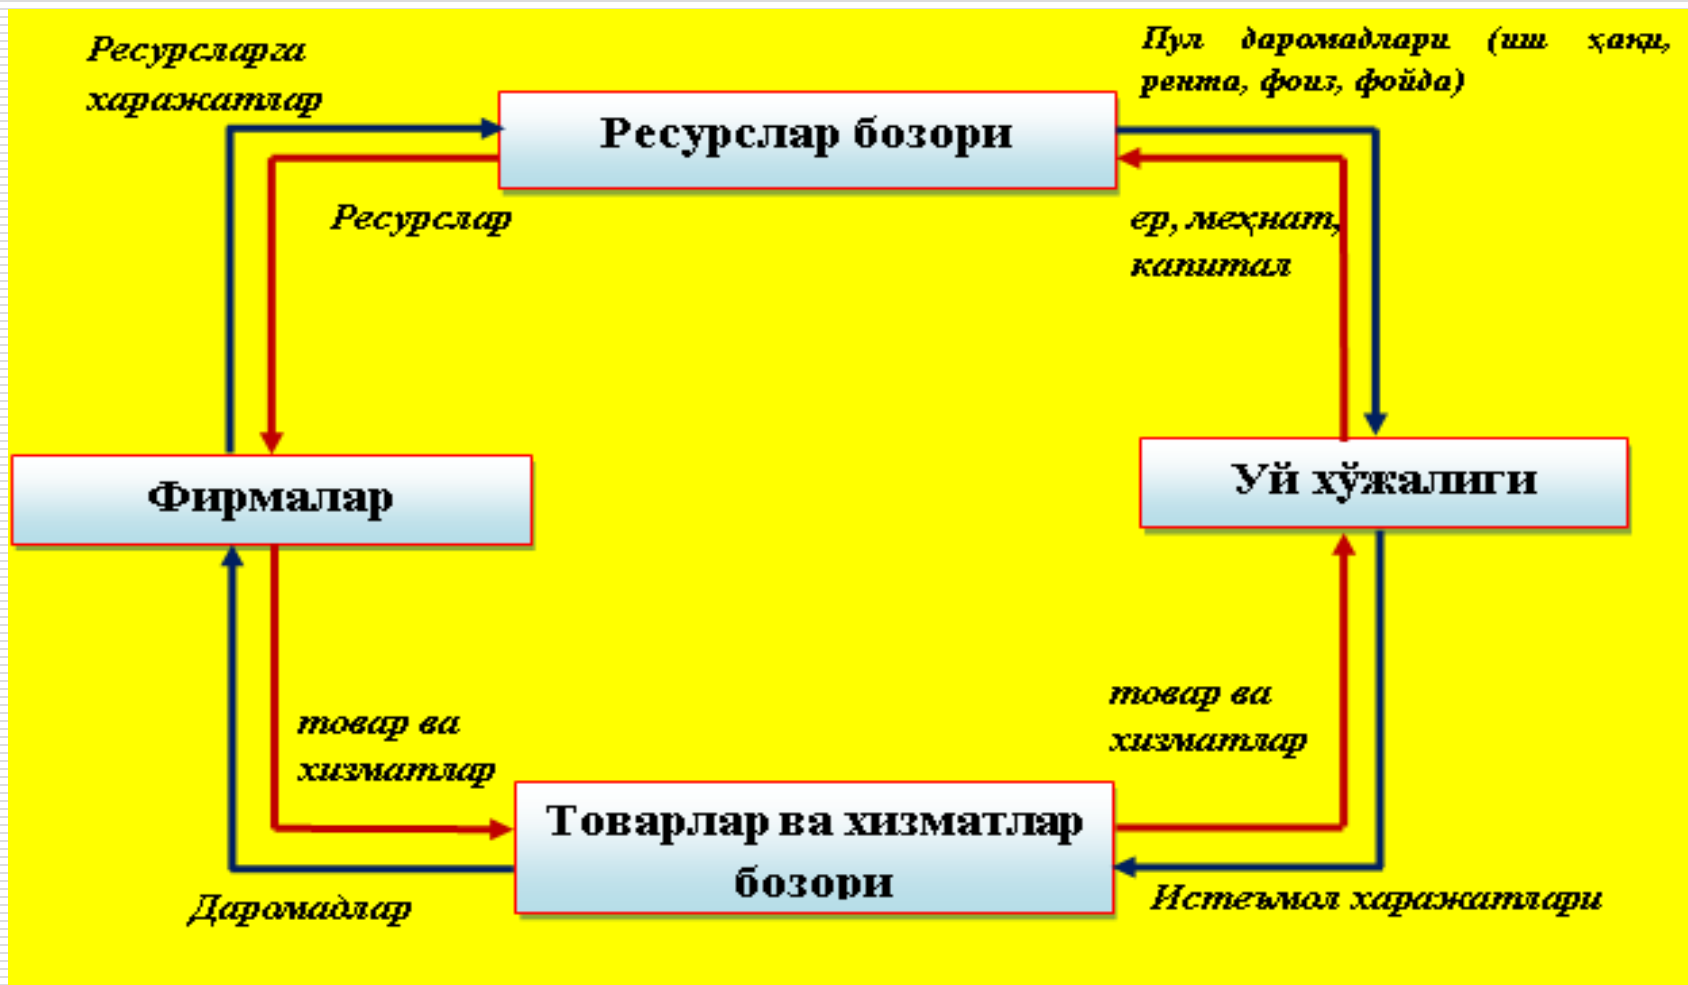 Ресурсларга
харажатлар
Пул даромадлари (иш ҳақи,
рента, фоиз, фойда)
Ресурслар бозори
Ресурслар
ер, меҳнат,
капитал
Фирмалар
Уй хўжалиги
товар ва
хизматлар
товар ва
хизматлар
Товарлар ва хизматлар
бозори
Даромадлар
Истеъмол харажатлари